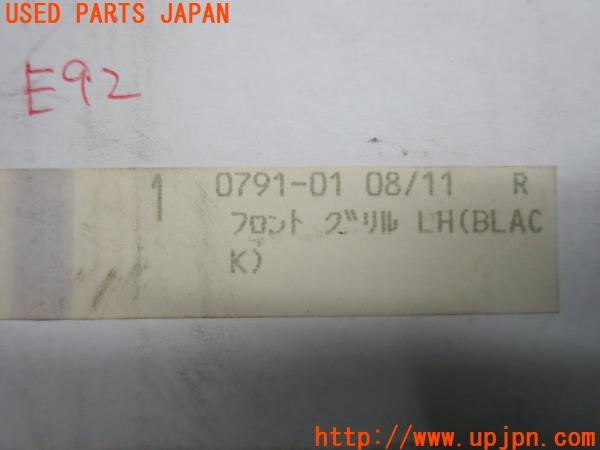 USED PARTS JAPAN
E92
1 0791-01 08/11 R
フロント グリル LH(BLAC
K)
http://www.upjpn.com/